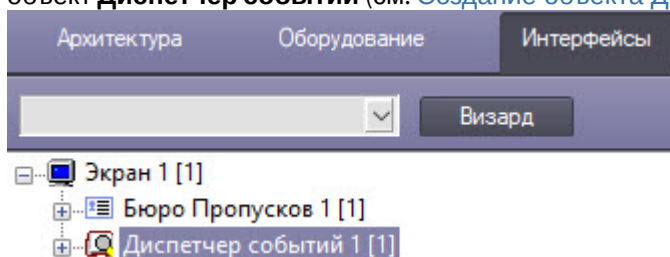 объект Диспетчер событий (см. Создание объекта Д
Архитектура Оборудование Интерфейсы
Визард
Экран 1 [1]
Бюро Пропусков 1 [1]
Диспетчер событий 1 [1]